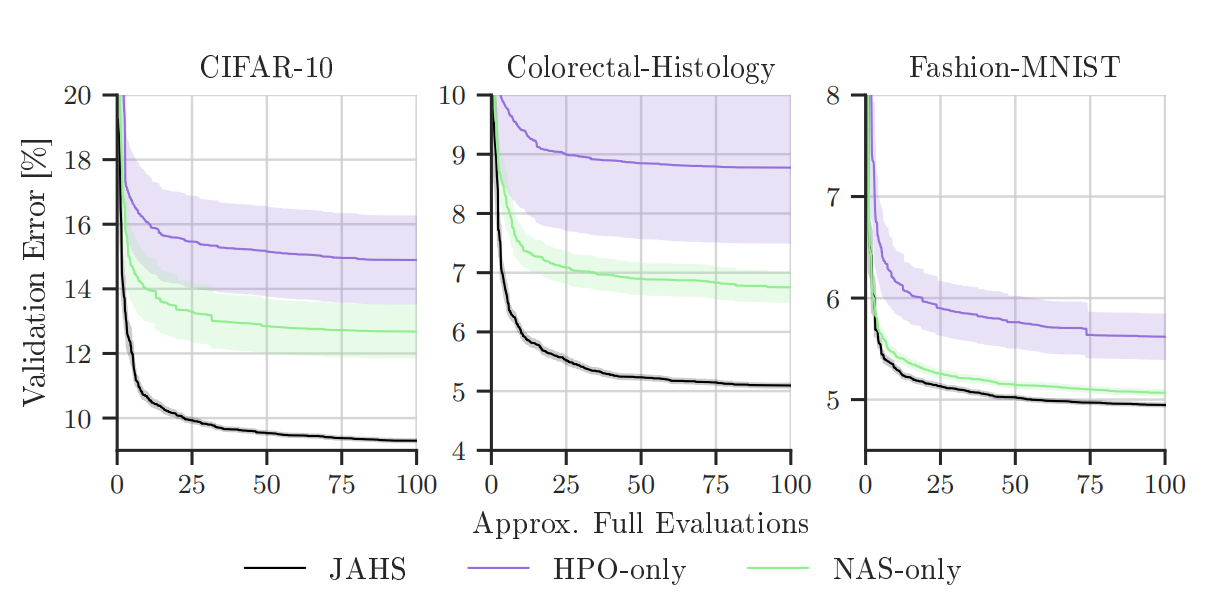 CIFAR-10 Colorectal-Histology Fashion-MNIST
Validation Error [%]
20
18
16
14
12
10
0 25 50 75 100
10
9
8
7
6
5
4
0 25 50 75 100
8
7
6
5
0 25 50 75 100
Approx. Full Evaluations
JAHS HPO-only NAS-only